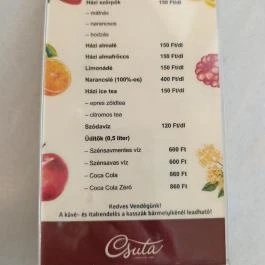 Házi szörpök 150 Ft/dl
– málnás
– narancsos
– bodzás
Házi almalé 150 Ft/dl
Házi almafröccs 150 Ft/dl
Limonádé 150 Ft/dl
Narancslé (100%-os) 400 Ft/dl
Házi ice tea 150 Ft/dl
– epres zöldtea
– citromos tea
Szódavíz 120 Ft/dl
Üdítők (0,5 liter)
– Szénsavmentes víz 600 Ft
– Szénsavas víz 600 Ft
– Coca Cola 860 Ft
– Coca Cola Zéró 860 Ft
Kedves Vendégünk!
A kávé- és italrendelés a kasszák bármelyikénél leadható!
Csuta